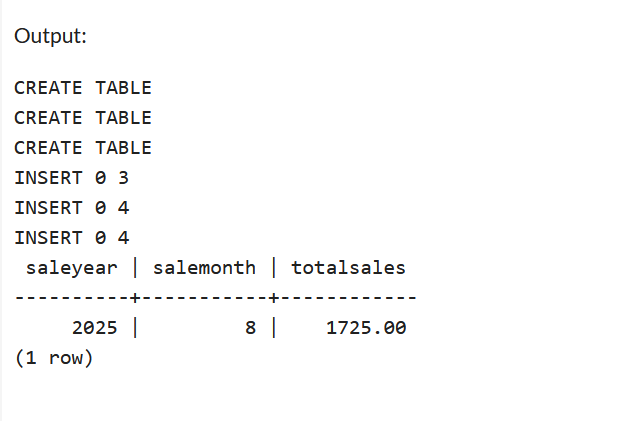 Output:
CREATE TABLE
CREATE TABLE
CREATE TABLE
INSERT 0 3
INSERT 0 4
INSERT 0 4
 saleyear | salemonth | totalsales
----------+-----------+------------
     2025 |         8 |    1725.00
(1 row)